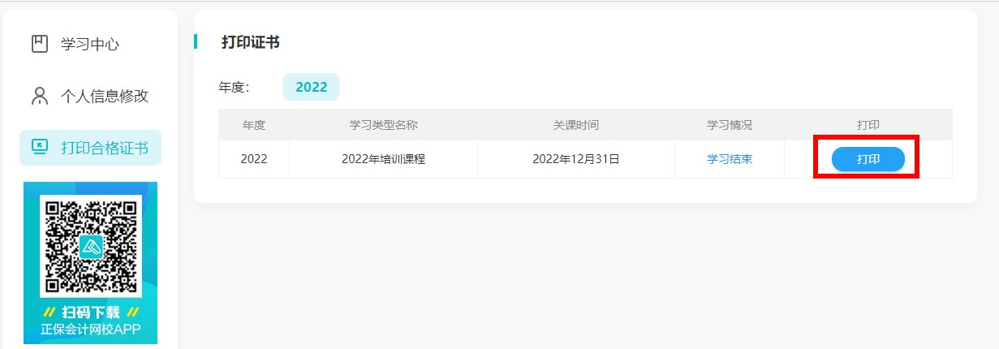 学习中心
个人信息修改
打印合格证书
扫码下载
正保会计网校APP
打印证书
年度： 2022
年度 学习类型名称 关课时间 学习情况 打印
2022 2022年培训课程 2022年12月31日 学习结束 打印